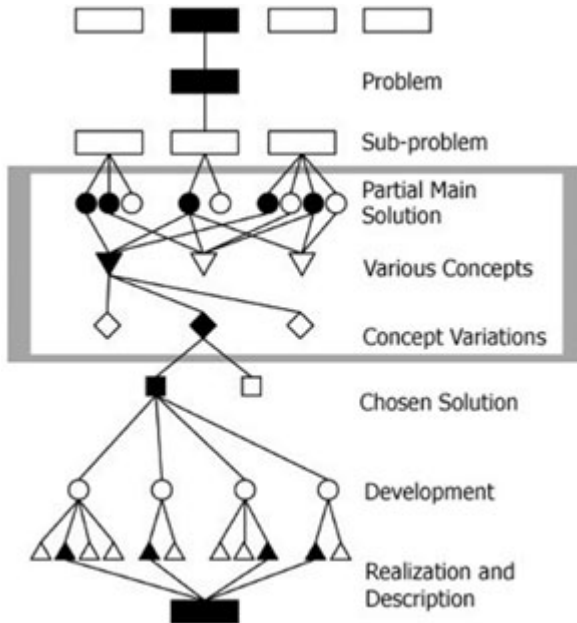 Problem
Sub-problem
Partial Main
Solution
Various Concepts
Concept Variations
Chosen Solution
Development
Realization and
Description